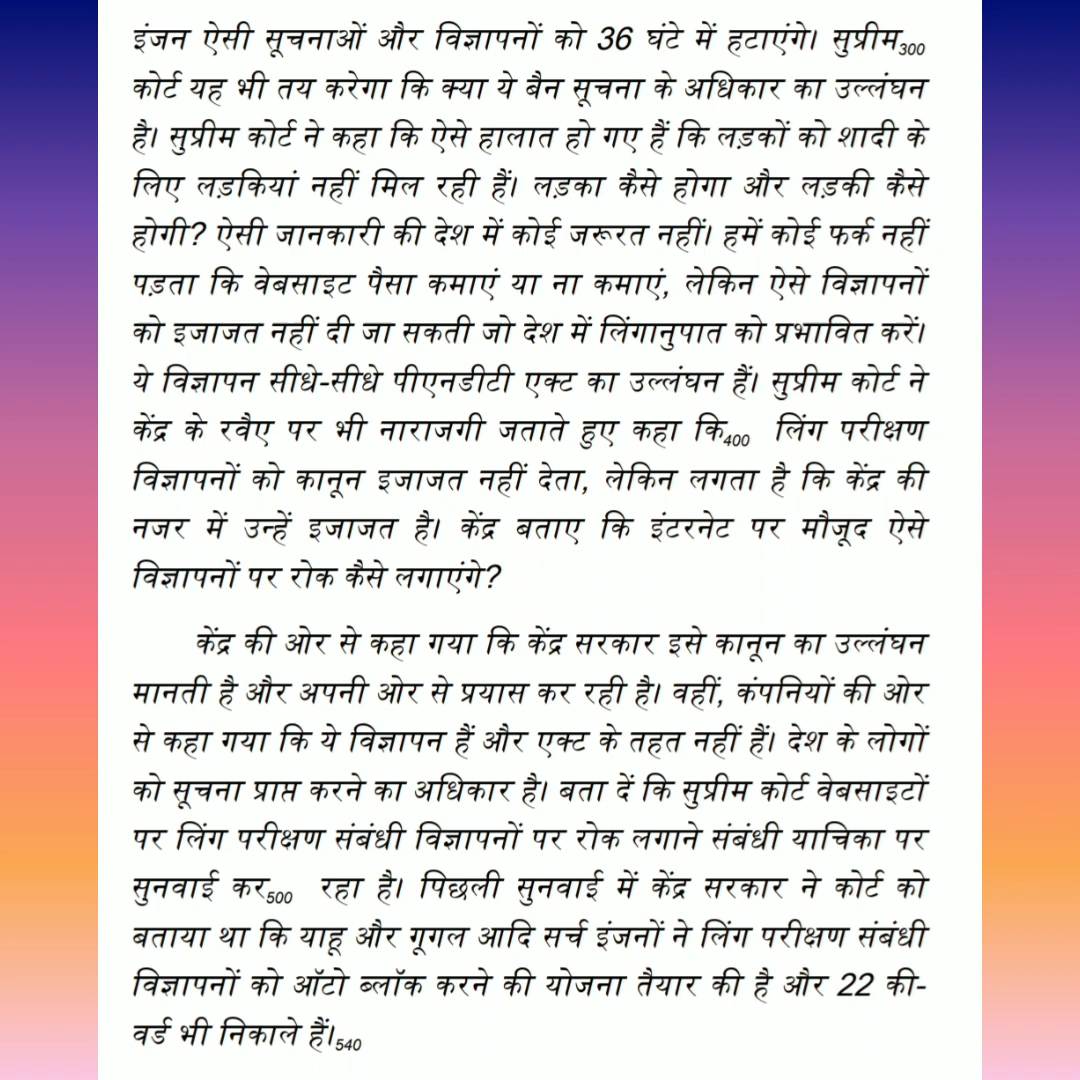 इंजन ऐसी सूचनाओं और विज्ञापनों को 36 घंटे में हटाएंगे। सुप्रीम300
कोर्ट यह भी तय करेगा कि क्या ये बैन सूचना के अधिकार का उल्लंघन
है। सुप्रीम कोर्ट ने कहा कि ऐसे हालात हो गए हैं कि लड़कों को शादी के
लिए लड़कियां नहीं मिल रही हैं। लड़का कैसे होगा और लड़की कैसे
होगी? ऐसी जानकारी की देश में कोई जरूरत नहीं। हमें कोई फर्क नहीं
पड़ता कि वेबसाइट पैसा कमाएं या ना कमाएं, लेकिन ऐसे विज्ञापनों
को इजाजत नहीं दी जा सकती जो देश में लिंगानुपात को प्रभावित करें।
ये विज्ञापन सीधे-सीधे पीएनडीटी एक्ट का उल्लंघन हैं। सुप्रीम कोर्ट ने
केंद्र के रवैए पर भी नाराजगी जताते हुए कहा कि400 लिंग परीक्षण
विज्ञापनों को कानून इजाजत नहीं देता, लेकिन लगता है कि केंद्र की
नजर में उन्हें इजाजत है। केंद्र बताए कि इंटरनेट पर मौजूद ऐसे
विज्ञापनों पर रोक कैसे लगाएंगे?
केंद्र की ओर से कहा गया कि केंद्र सरकार इसे कानून का उल्लंघन
मानती है और अपनी ओर से प्रयास कर रही है। वहीं, कंपनियों की ओर
से कहा गया कि ये विज्ञापन हैं और एक्ट के तहत नहीं हैं। देश के लोगों
को सूचना प्राप्त करने का अधिकार है। बता दें कि सुप्रीम कोर्ट वेबसाइटों
पर लिंग परीक्षण संबंधी विज्ञापनों पर रोक लगाने संबंधी याचिका पर
सुनवाई कर500 रहा है। पिछली सुनवाई में केंद्र सरकार ने कोर्ट को
बताया था कि याहू और गूगल आदि सर्च इंजनों ने लिंग परीक्षण संबंधी
विज्ञापनों को ऑटो ब्लॉक करने की योजना तैयार की है और 22 की-
वर्ड भी निकाले हैं।540